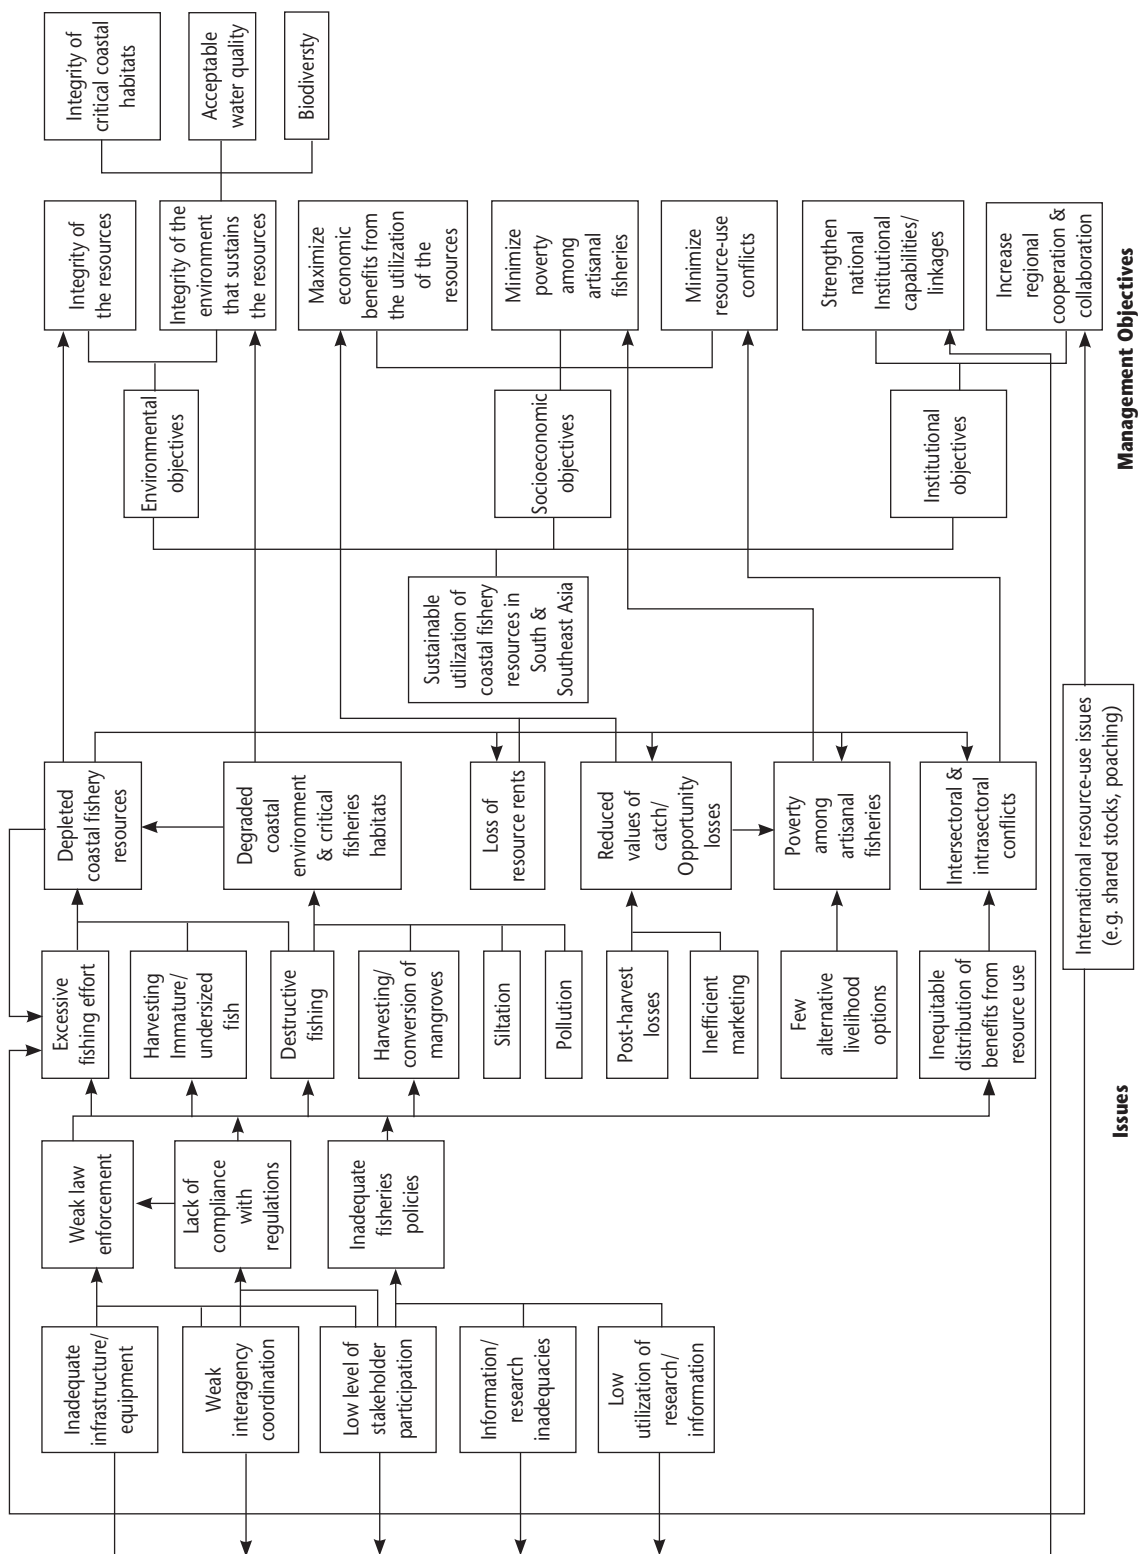 Inadequate
infrastructure/
equipment
Weak
interagency
coordination
Low level of
stakeholder
participation
Information/
research
inadequacies
Low
utilization of
research/
information
Weak law
enforcement
Lack of
compliance
with
regulations
Inadequate
fisheries
policies
Excessive
fishing effort
Harvesting
Immature/
undersized
fish
Destructive
fishing
Harvesting/
conversion of
mangroves
Siltation
Pollution
Post-harvest
losses
Inefficient
marketing
Few
alternative
livelihood
options
Inequitable
distribution of
benefits from
resource use
Depleted
coastal fishery
resources
Degraded
coastal
environment
& critical
fisheries
habitats
Loss of
resource rents
Reduced
values of
catch/
Opportunity
losses
Poverty
among
artisanal
fisheries
Intersectoral &
intrasectoral
conflicts
International resource-use issues
(e.g. shared stocks, poaching)
Sustainable
utilization of
coastal fishery
resources in
South &
Southeast Asia
Environmental
objectives
Socioeconomic
objectives
Institutional
objectives
Integrity of
the resources
Integrity of the
environment
that sustains
the resources
Maximize
economic
benefits from
the utilization
of the
resources
Minimize
poverty
among
artisanal
fisheries
Minimize
resource-use
conflicts
Strengthen
national
Institutional
capabilities/
linkages
Increase
regional
cooperation &
collaboration
Integrity of
critical coastal
habitats
Acceptable
water quality
Biodiversty
Issues
Management Objectives